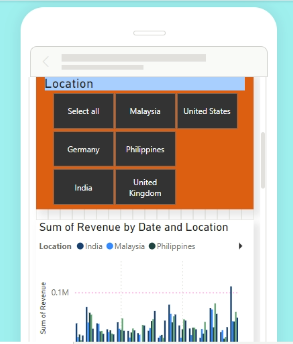 Location
Select all Malaysia United States
Germany Philippines
India United Kingdom
Sum of Revenue by Date and Location
Location India Malaysia Philippines
0.1M
Sum of Revenue